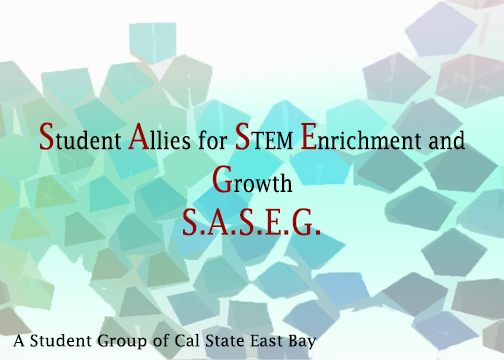 Student Allies for STEM Enrichment and
Growth
S.A.S.E.G.
A Student Group of Cal State East Bay